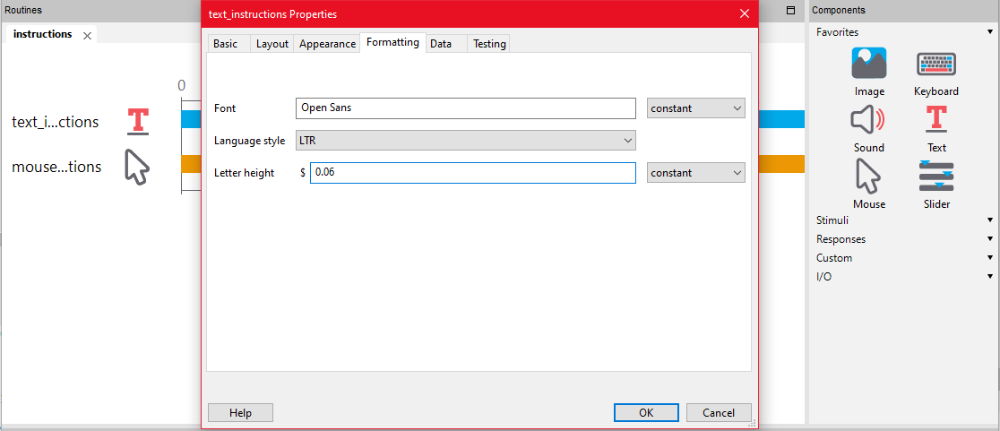 Routines
instructions
0
text_i...ctions
mouse...tions
text_instructions Properties
Basic Layout Appearance Formatting Data Testing
Font Open Sans constant
Language style LTR
Letter height $ 0.06 constant
Help OK Cancel
Components
Favorites
Image Keyboard
Sound Text
Mouse Slider
Stimuli
Responses
Custom
I/O